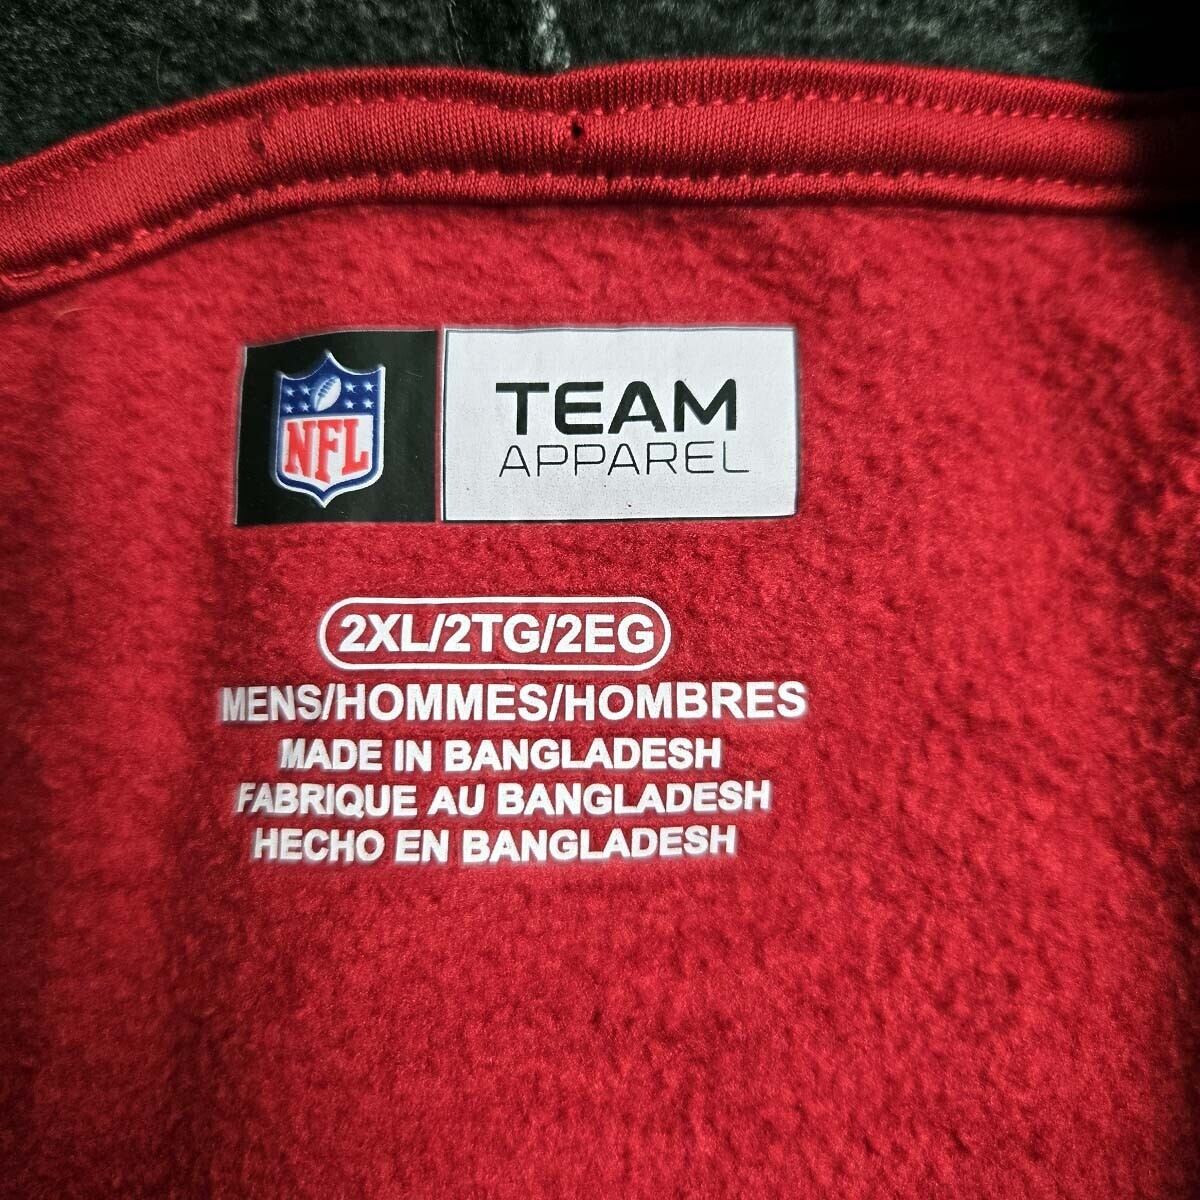 NFL
TEAM
APPAREL
2XL/2TG/2EG
MENS/HOMMES/HOMBRES
MADE IN BANGLADESH
FABRIQUE AU BANGLADESH
HECHO EN BANGLADESH